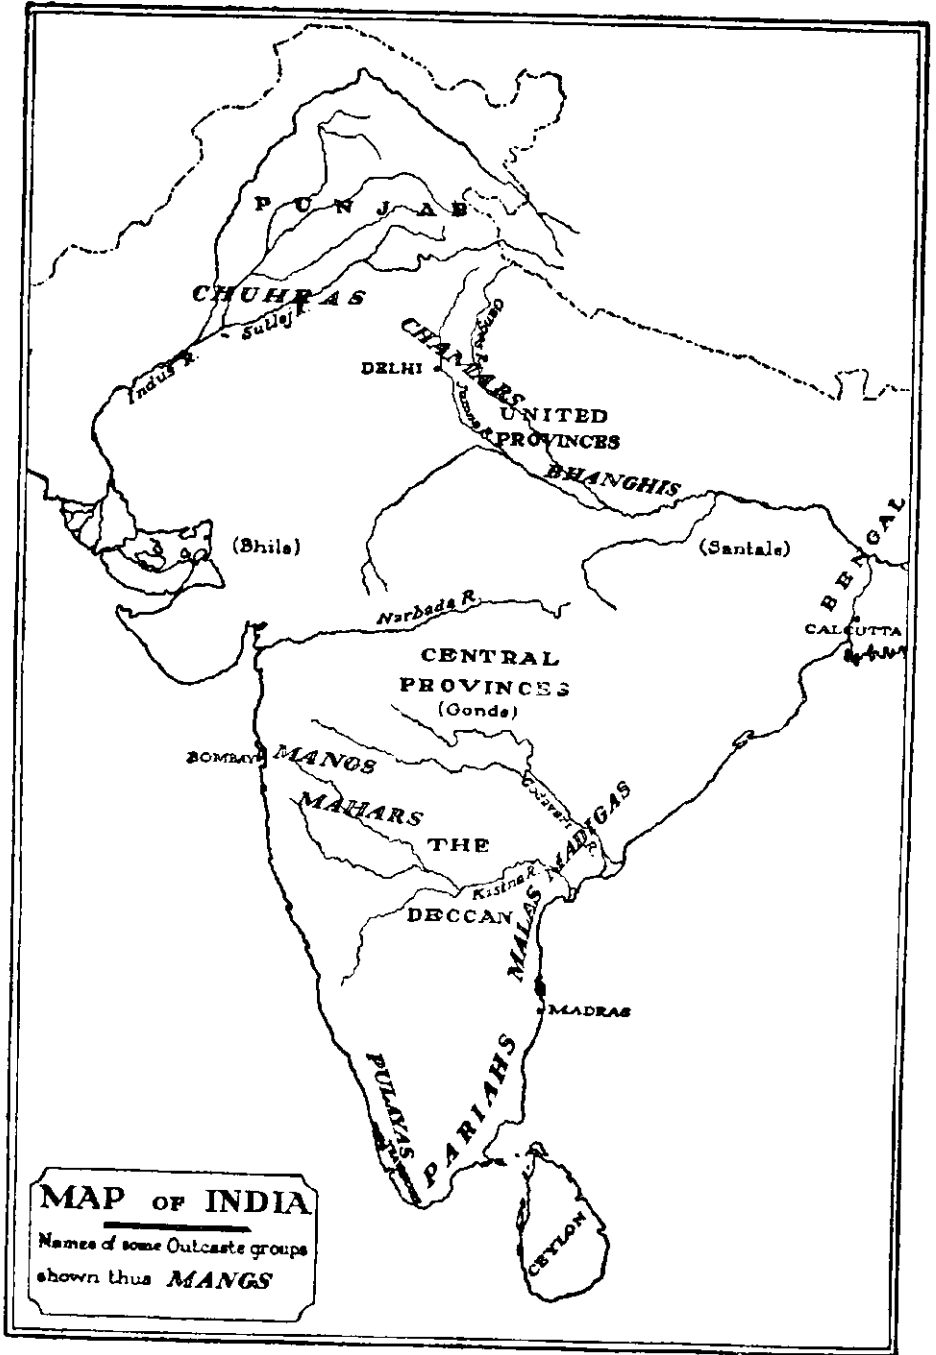 PUNJAB
CHUHRAS
Sutlej R.
Indus R.
CHAMARS
Ganges R.
DELHI
Jumna R.
UNITED
PROVINCES
BHANGHIS
(Bhils)
(Santals)
BENGAL
CALCUTTA
Narbada R.
CENTRAL
PROVINCES
(Gonds)
BOMBAY
MANGS
MAHARS
Godavari R.
MADIGAS
THE
DECCAN
Kistna R.
MALAS
MADRAS
PULAYAS
PARIAHS
CEYLON
MAP OF INDIA
Names of some Outcaste groups
shown thus MANGS